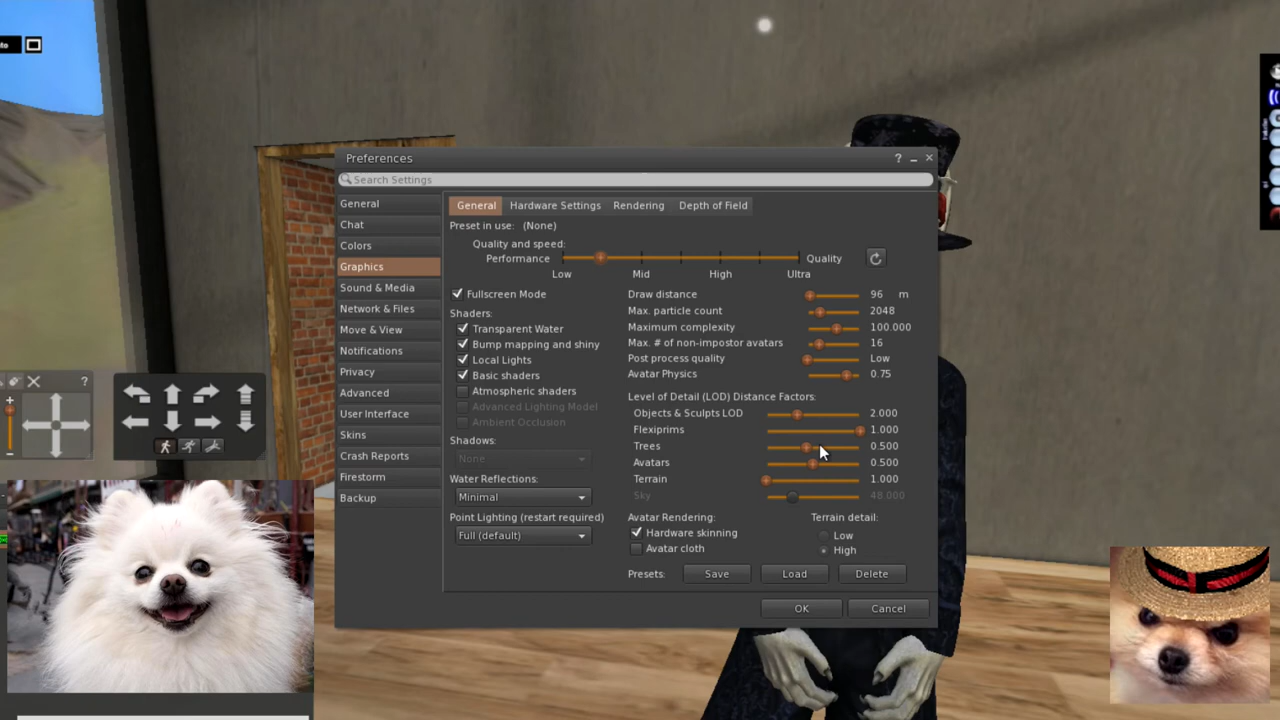 Preferences
?
Search Settings
General
Chat
Colors
Graphics
Sound & Media
Network & Files
Move & View
Notifications
Privacy
Advanced
User Interface
Skins
Crash Reports
Firestorm
Backup
General Hardware Settings Rendering Depth of Field
Preset in use: (None)
Quality and speed:
Performance Quality
Low Mid High Ultra
Fullscreen Mode
Shaders:
Transparent Water
Bump mapping and shiny
Local Lights
Basic shaders
Atmospheric shaders
Advanced Lighting Model
Ambient Occlusion
Shadows:
None
Water Reflections:
Minimal
Point Lighting (restart required)
Full (default)
Draw distance 96 m
Max. particle count 2048
Maximum complexity 100.000
Max. # of non-impostor avatars 16
Post process quality Low
Avatar Physics 0.75
Level of Detail (LOD) Distance Factors:
Objects & Sculpts LOD 2.000
Flexiprims 1.000
Trees 0.500
Avatars 0.500
Terrain 1.000
Sky 48.000
Avatar Rendering:
Hardware skinning
Avatar cloth
Terrain detail:
Low
High
Presets: Save Load Delete
OK Cancel
?
+
-